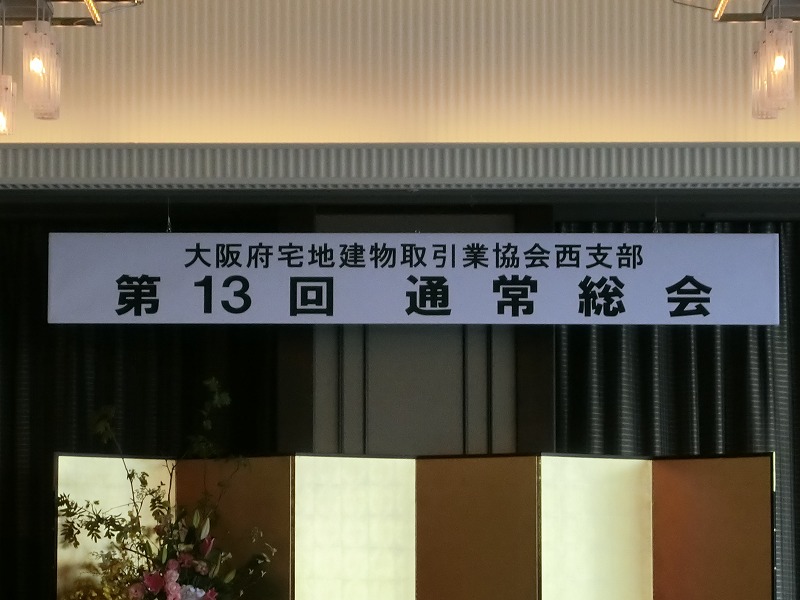 大阪府宅地建物取引業協会西支部
第13回 通常総会